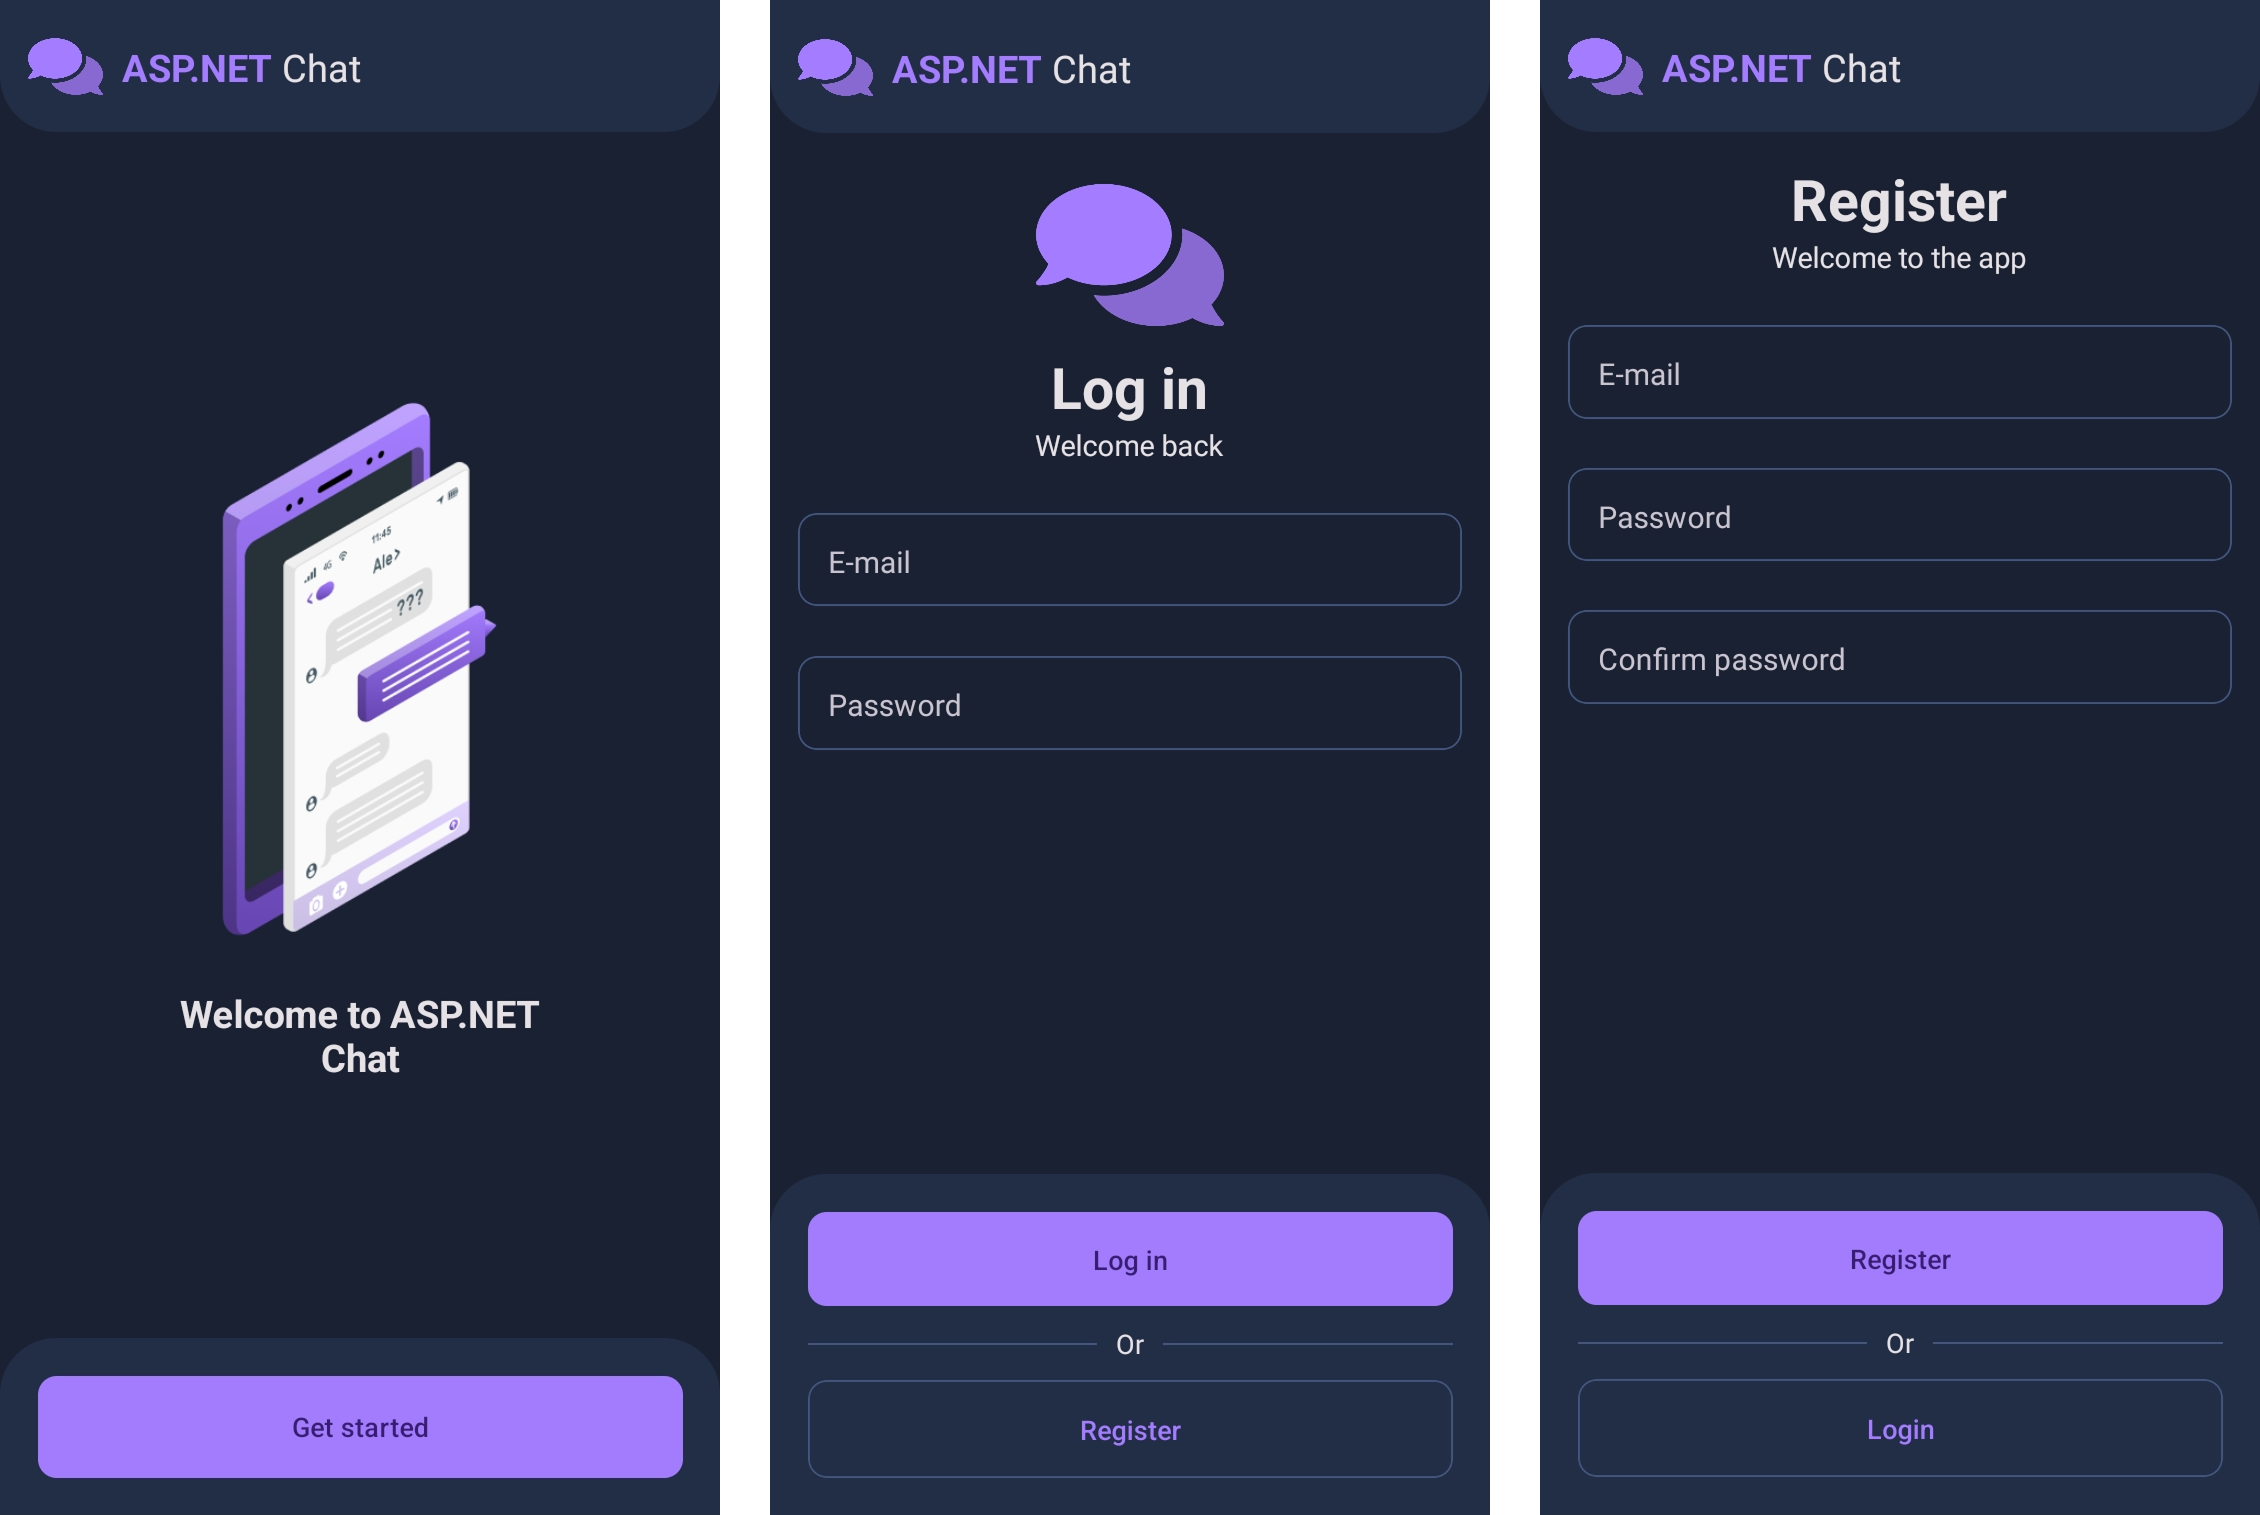 ASP.NET Chat
11:45
4G
Ale>
???
Welcome to ASP.NET
Chat
Get started
ASP.NET Chat
Log in
Welcome back
E-mail
Password
Log in
Or
Register
ASP.NET Chat
Register
Welcome to the app
E-mail
Password
Confirm password
Register
Or
Login